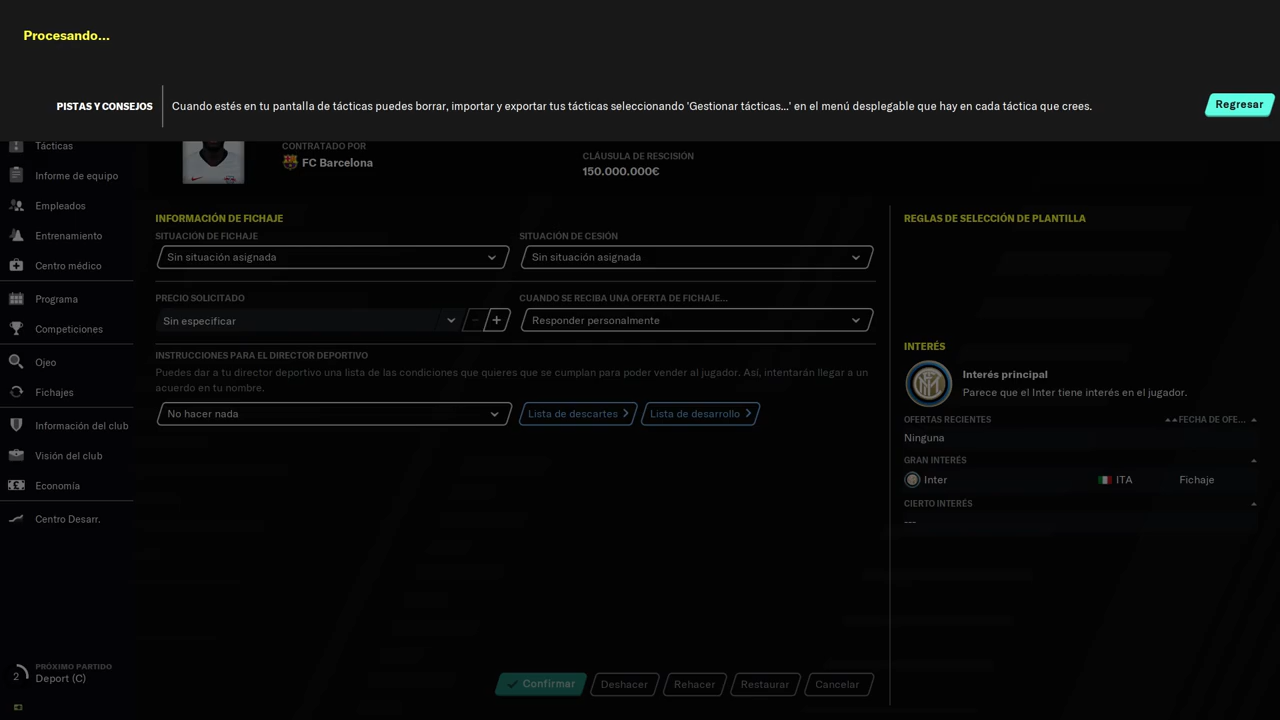 Procesando...
PISTAS Y CONSEJOS
Cuando estés en tu pantalla de tácticas puedes borrar, importar y exportar tus tácticas seleccionando 'Gestionar tácticas...' en el menú desplegable que hay en cada táctica que crees.
Regresar
Tácticas
Informe de equipo
Empleados
Entrenamiento
Centro médico
Programa
Competiciones
Ojeo
Fichajes
Información del club
Visión del club
Economía
Centro Desarr.
2
PRÓXIMO PARTIDO
Deport (C)
CONTRATADO POR
FC Barcelona
CLÁUSULA DE RESCISIÓN
150.000.000€
INFORMACIÓN DE FICHAJE
SITUACIÓN DE FICHAJE
Sin situación asignada
SITUACIÓN DE CESIÓN
Sin situación asignada
PRECIO SOLICITADO
Sin especificar
CUANDO SE RECIBA UNA OFERTA DE FICHAJE...
Responder personalmente
INSTRUCCIONES PARA EL DIRECTOR DEPORTIVO
Puedes dar a tu director deportivo una lista de las condiciones que quieres que se cumplan para poder vender al jugador. Así, intentarán llegar a un
acuerdo en tu nombre.
No hacer nada
Lista de descartes
Lista de desarrollo
Confirmar
Deshacer
Rehacer
Restaurar
Cancelar
REGLAS DE SELECCIÓN DE PLANTILLA
INTERÉS
Interés principal
Parece que el Inter tiene interés en el jugador.
OFERTAS RECIENTES
FECHA DE OFE...
Ninguna
GRAN INTERÉS
Inter
ITA
Fichaje
CIERTO INTERÉS
---